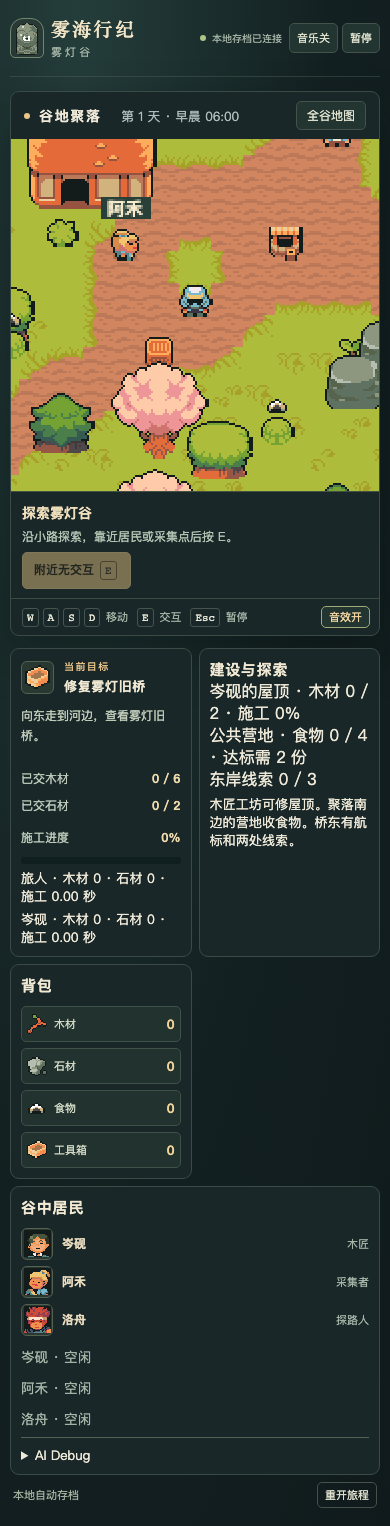 雾海行纪
雾灯谷
本地存档已连接
音乐关
暂停
谷地聚落
第 1 天 · 早晨 06:00
全谷地图
阿禾
探索雾灯谷
沿小路探索，靠近居民或采集点后按 E。
附近无交互 E
W A S D 移动 E 交互 Esc 暂停
音效开
当前目标
修复雾灯旧桥
向东走到河边，查看雾灯旧
桥。
已交木材 0 / 6
已交石材 0 / 2
施工进度 0%
旅人 · 木材 0 · 石材 0 ·
施工 0.00 秒
岑砚 · 木材 0 · 石材 0 ·
施工 0.00 秒
建设与探索
岑砚的屋顶 · 木材 0 /
2 · 施工 0%
公共营地 · 食物 0 / 4
· 达标需 2 份
东岸线索 0 / 3
木匠工坊可修屋顶。聚落南
边的营地收食物。桥东有航
标和两处线索。
背包
木材 0
石材 0
食物 0
工具箱 0
谷中居民
岑砚 木匠
阿禾 采集者
洛舟 探路人
岑砚 · 空闲
阿禾 · 空闲
洛舟 · 空闲
▶ AI Debug
本地自动存档
重开旅程